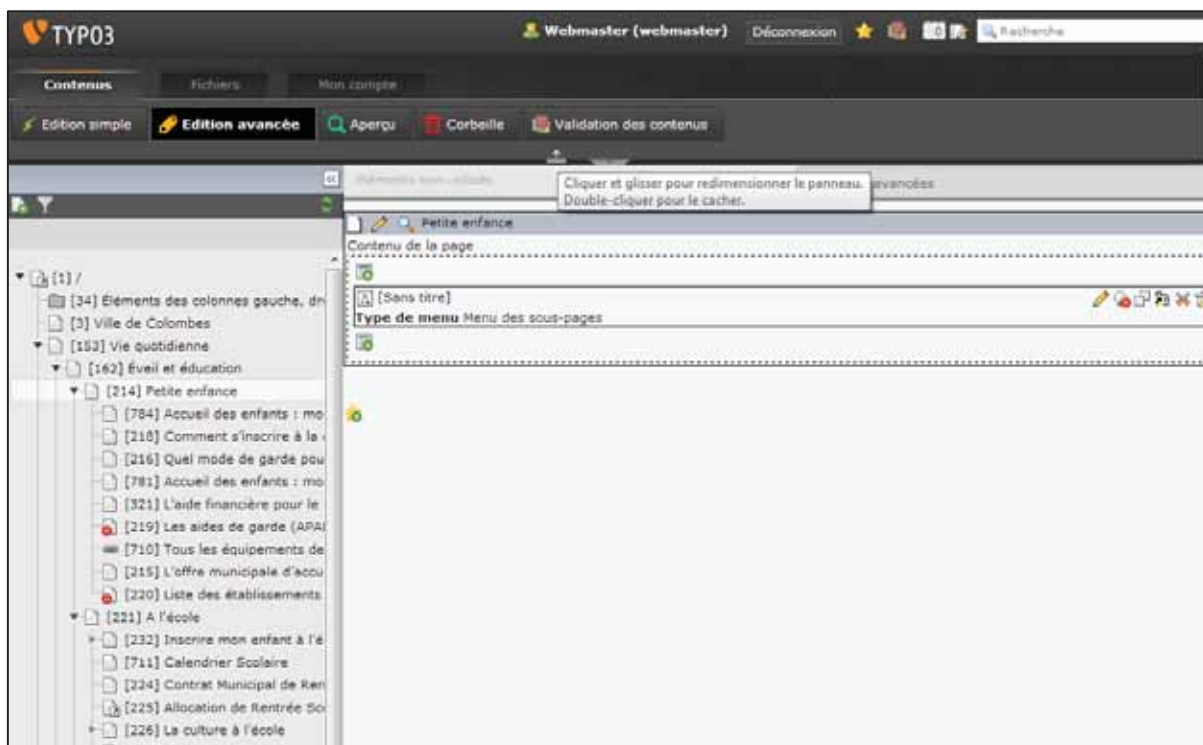 TYPO3
Webmaster (webmaster) Déconnexion Recherche
Contenus Fichiers Mon compte
Edition simple Edition avancée Aperçu Corbeille Validation des contenus
Cliquer et glisser pour redimensionner le panneau. avancées
Double-cliquer pour le cacher.
Petite enfance
Contenu de la page
[1] /
[34] Éléments des colonnes gauche, dr
[Sans titre]
[3] Ville de Colombes
Type de menu Menu des sous-pages
[153] Vie quotidienne
[162] Éveil et éducation
[214] Petite enfance
[784] Accueil des enfants : mo
[218] Comment s'inscrire à la
[216] Quel mode de garde pou
[781] Accueil des enfants : mo
[321] L'aide financière pour le
[219] Les aides de garde (APA
[710] Tous les équipements de
[215] L'offre municipale d'accu
[220] Liste des établissements
[221] A l'école
[232] Inscrire mon enfant à l'é
[711] Calendrier Scolaire
[224] Contrat Municipal de Ren
[225] Allocation de Rentrée Sco
[226] La culture à l'école